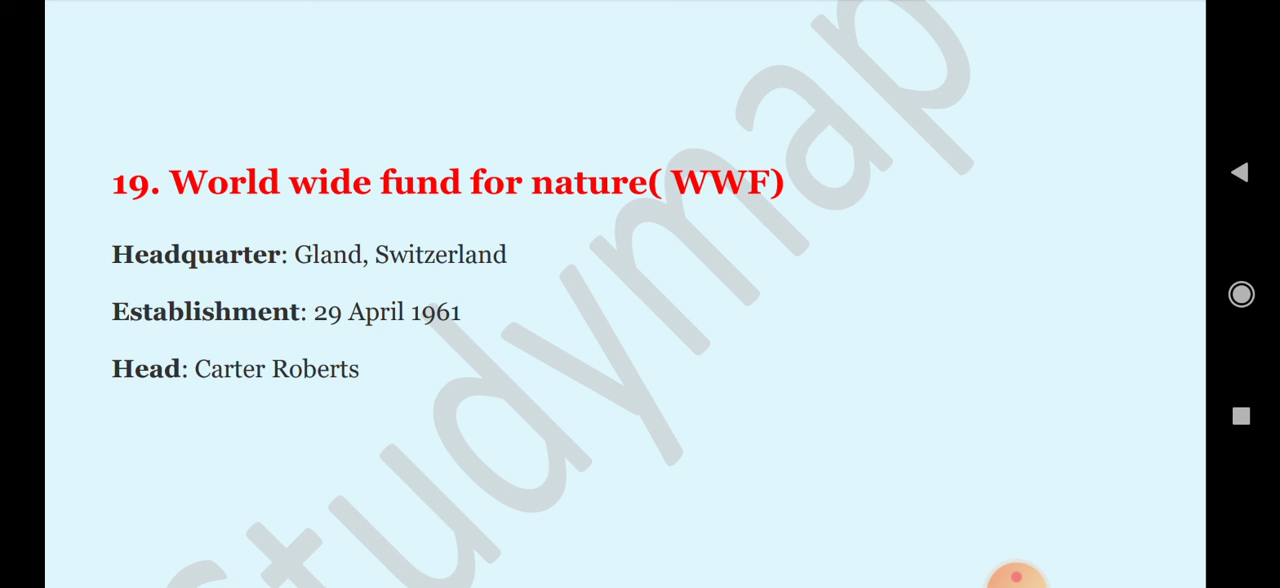 19. World wide fund for nature( WWF)
Headquarter: Gland, Switzerland
Establishment: 29 April 1961
Head: Carter Roberts
Studymap